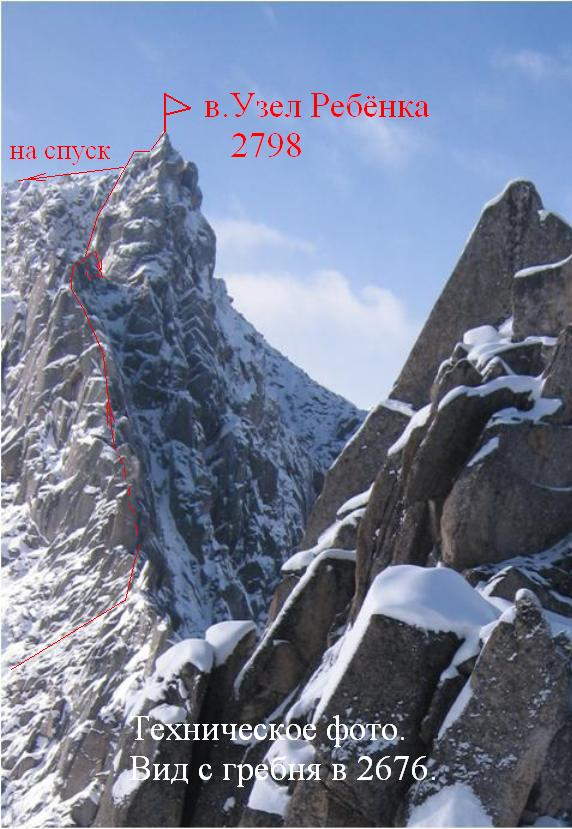 в.Узел Ребёнка
2798
на спуск
Техническое фото.
Вид с гребня в 2676.